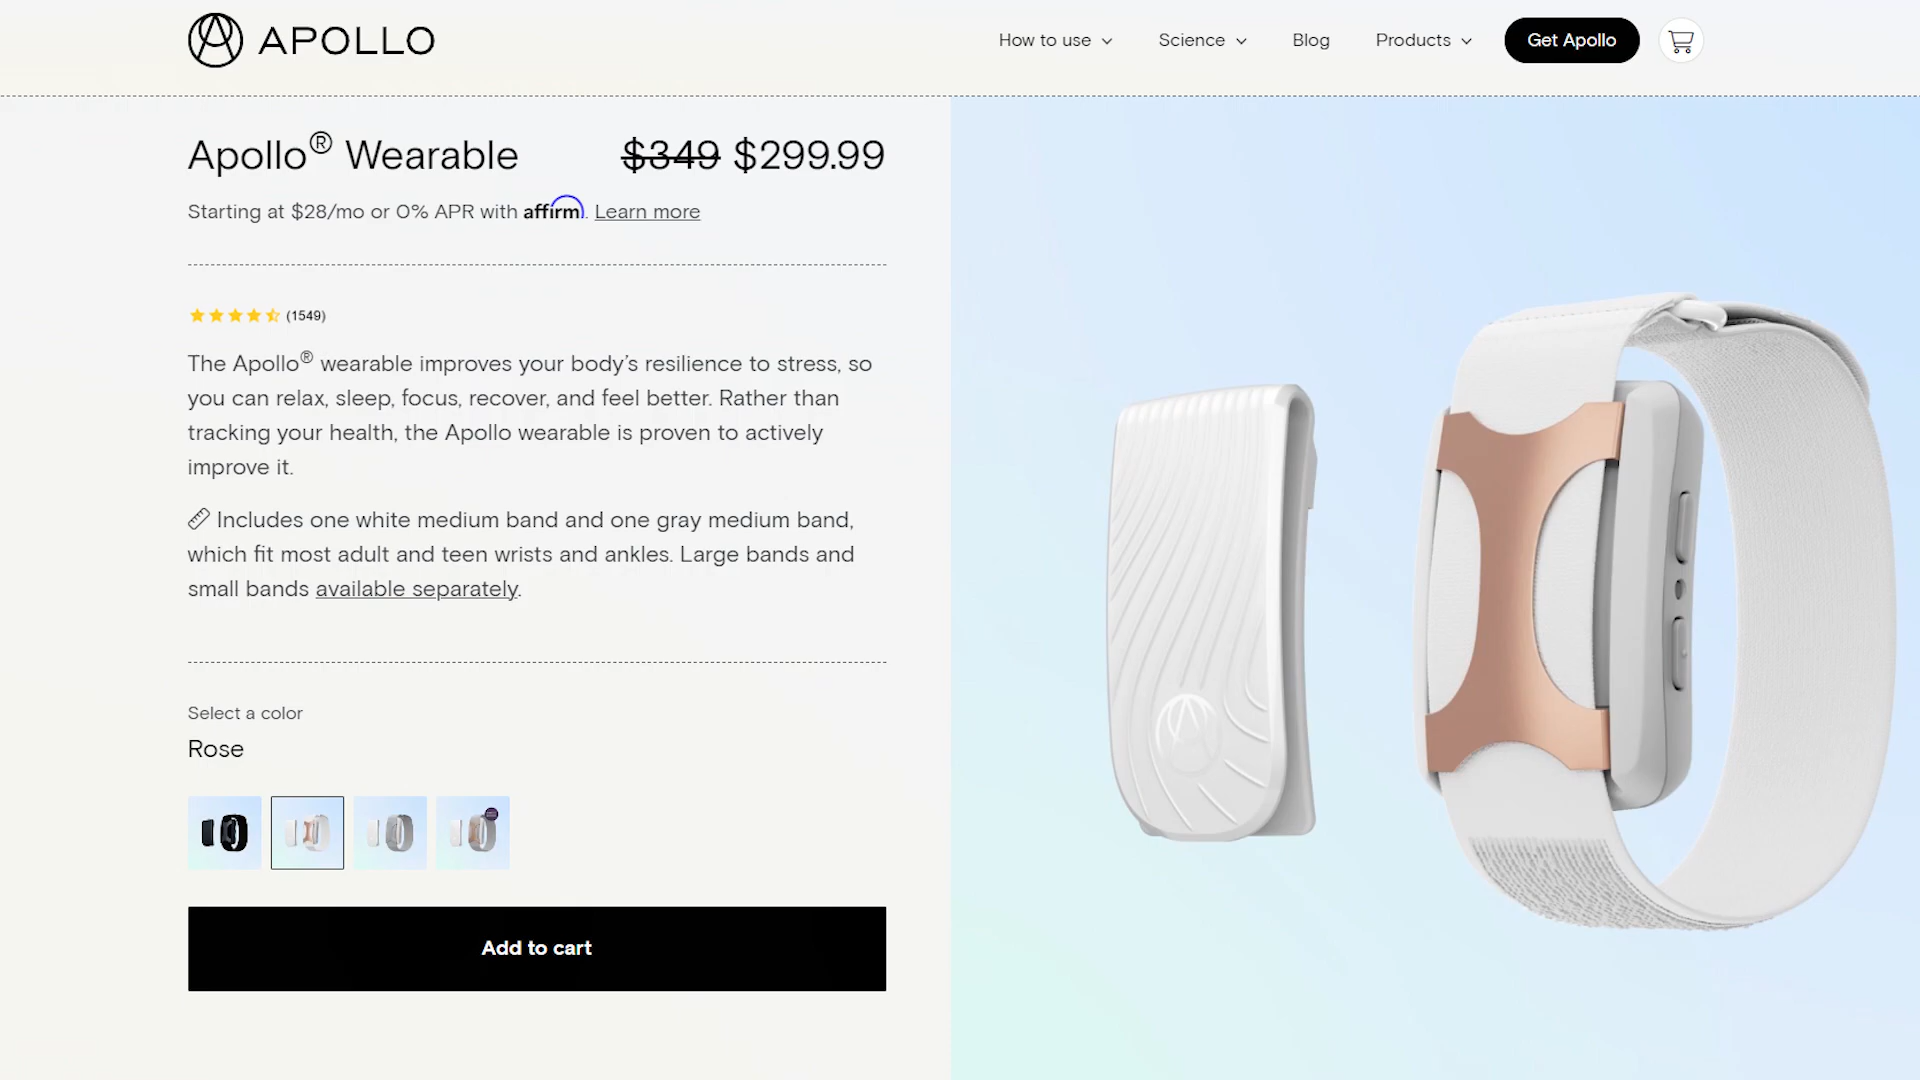 APOLLO
How to use
Science
Blog
Products
Get Apollo
Apollo® Wearable
$349 $299.99
Starting at $28/mo or 0% APR with affirm. Learn more
(1549)
The Apollo® wearable improves your body’s resilience to stress, so
you can relax, sleep, focus, recover, and feel better. Rather than
tracking your health, the Apollo wearable is proven to actively
improve it.
Includes one white medium band and one gray medium band,
which fit most adult and teen wrists and ankles. Large bands and
small bands available separately.
Select a color
Rose
Add to cart